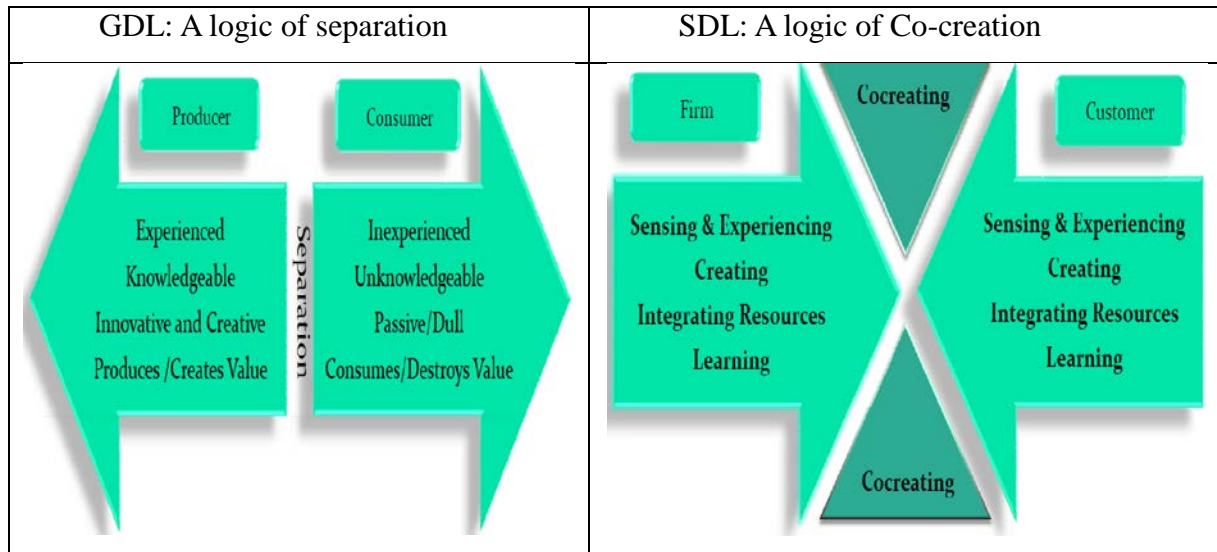 GDL: A logic of separation
Producer
Consumer
Experienced
Knowledgeable
Innovative and Creative
Produces /Creates Value
Separation
Inexperienced
Unknowledgeable
Passive/Dull
Consumes/Destroys Value
SDL: A logic of Co-creation
Firm
Cocreating
Customer
Sensing & Experiencing
Creating
Integrating Resources
Learning
Sensing & Experiencing
Creating
Integrating Resources
Learning
Cocreating